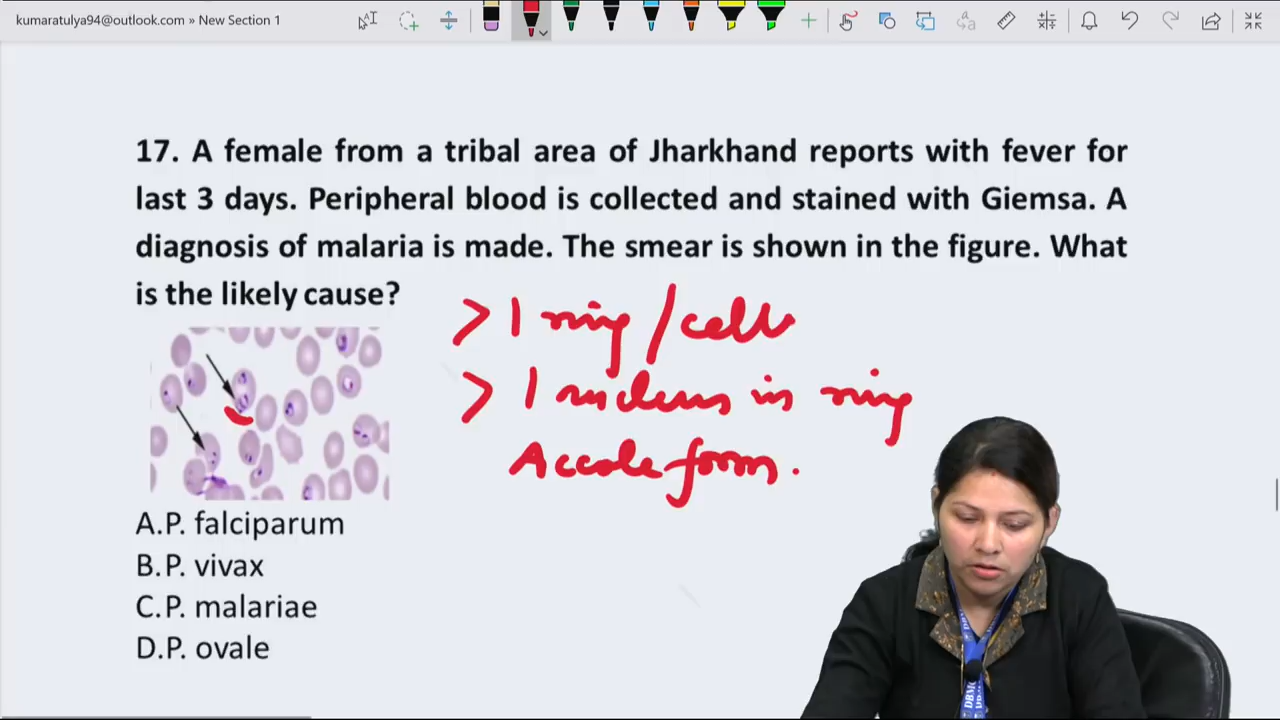 kumaratulya94@outlook.com » New Section 1
17. A female from a tribal area of Jharkhand reports with fever for
last 3 days. Peripheral blood is collected and stained with Giemsa. A
diagnosis of malaria is made. The smear is shown in the figure. What
is the likely cause?
> 1 ring/cell
> 1 nucleus in ring
Accole form.
A.P. falciparum
B.P. vivax
C.P. malariae
D.P. ovale